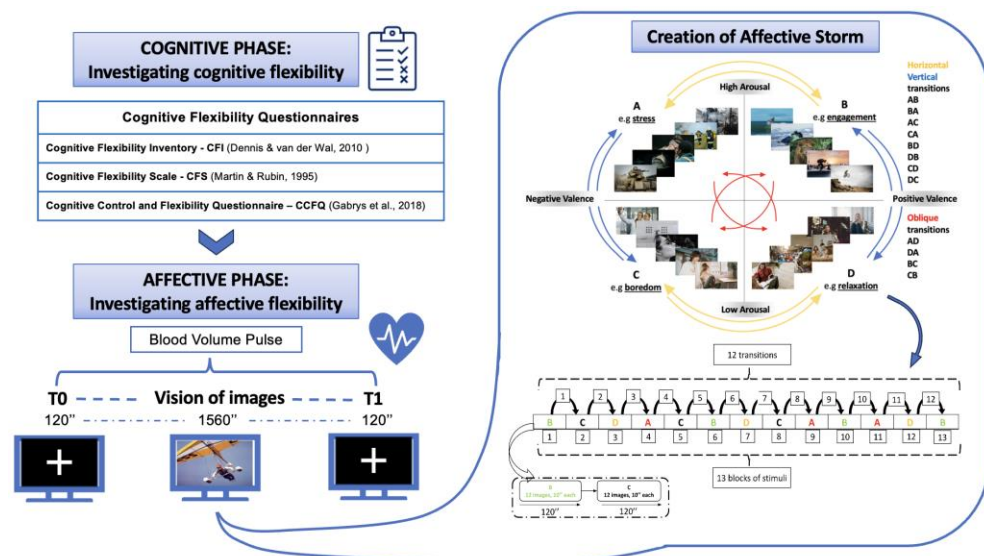 COGNITIVE PHASE:
Investigating cognitive flexibility
Cognitive Flexibility Questionnaires
Cognitive Flexibility Inventory - CFI (Dennis & van der Wal, 2010 )
Cognitive Flexibility Scale - CFS (Martin & Rubin, 1995)
Cognitive Control and Flexibility Questionnaire – CCFQ (Gabrys et al., 2018)
AFFECTIVE PHASE:
Investigating affective flexibility
Blood Volume Pulse
T0 Vision of images T1
120’’ 1560’’ 120’’
Creation of Affective Storm
High Arousal
A
e.g stress
B
e.g engagement
Negative Valence
Positive Valence
C
e.g boredom
D
e.g relaxation
Low Arousal
Horizontal
Vertical
transitions
AB
BA
AC
CA
BD
DB
CD
DC
Oblique
transitions
AD
DA
BC
CB
12 transitions
1 2 3 4 5 6 7 8 9 10 11 12
B C D A C B D C A B A D B
1 2 3 4 5 6 7 8 9 10 11 12 13
13 blocks of stimuli
B
12 images, 10’’ each
C
12 images, 10’’ each
120’’ 120’’